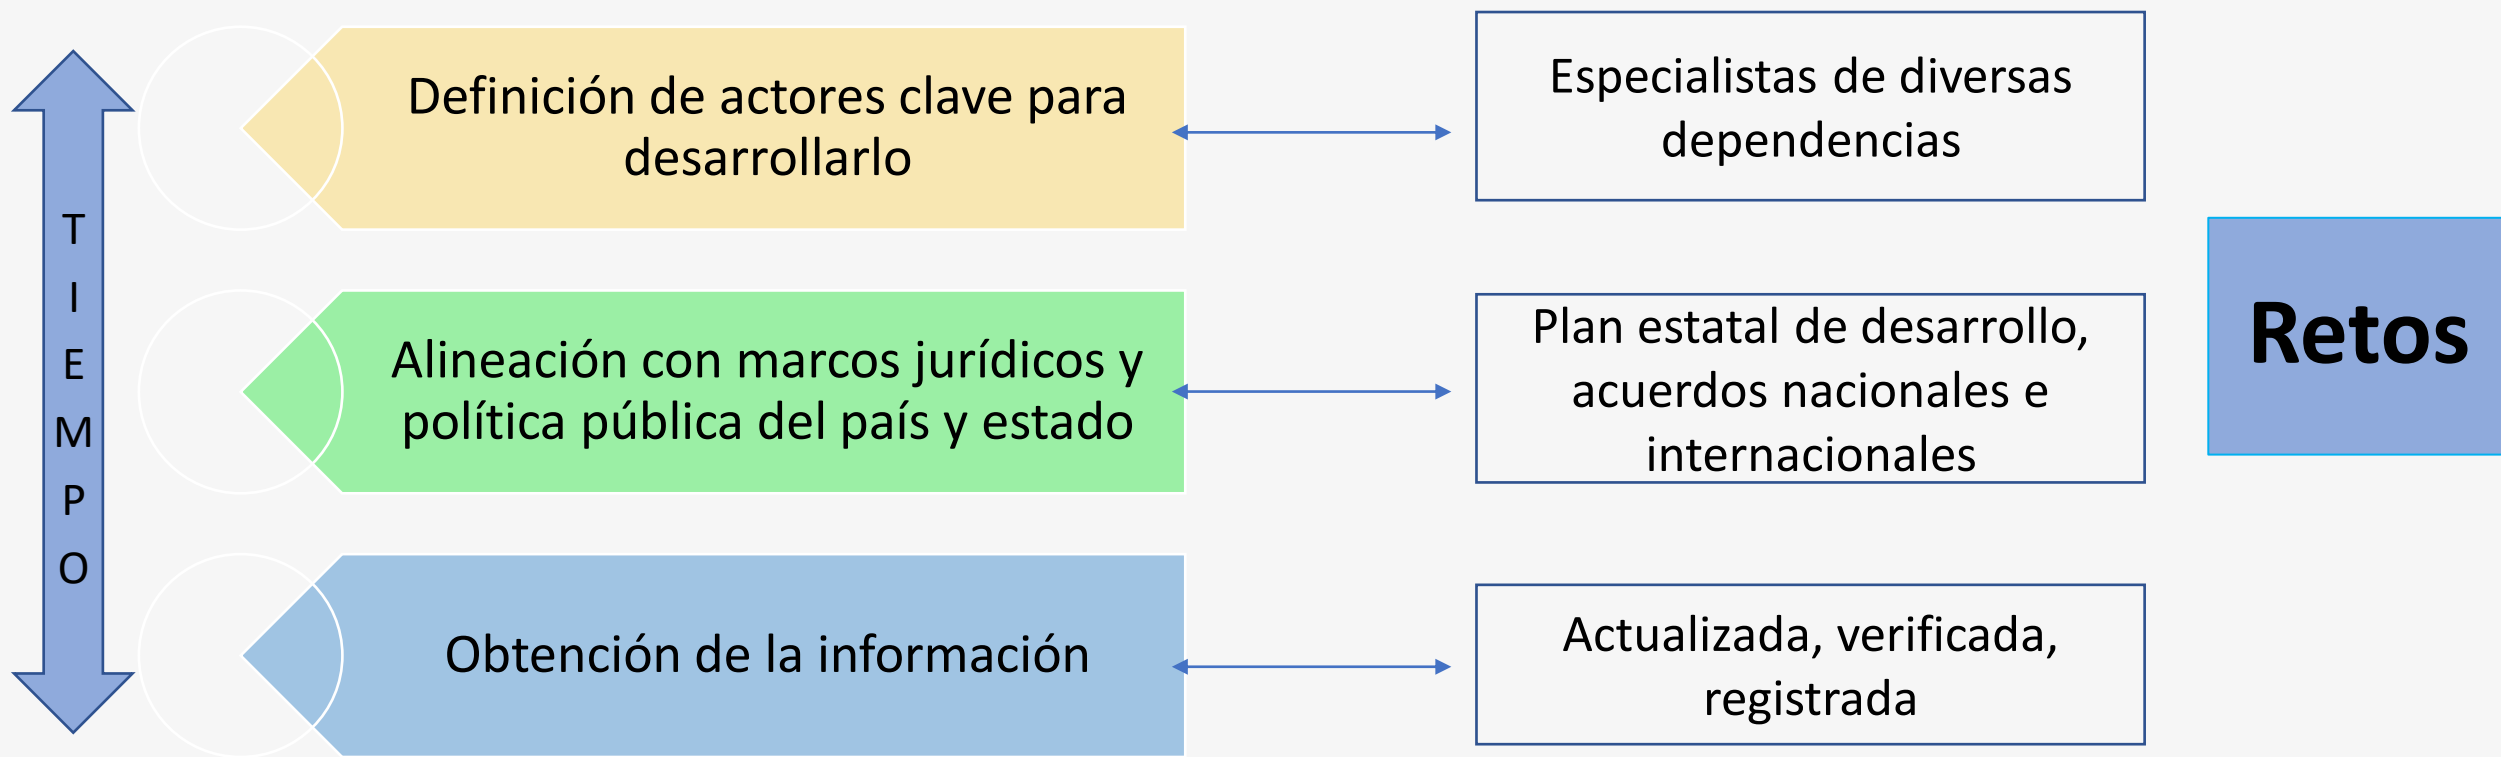 TIEMPO
Definición de actores clave para
desarrollarlo
Especialistas de diversas
dependencias
Alineación con marcos jurídicos y
política pública del país y estado
Plan estatal de desarrollo,
acuerdos nacionales e
internacionales
Obtención de la información
Actualizada, verificada,
registrada
Retos